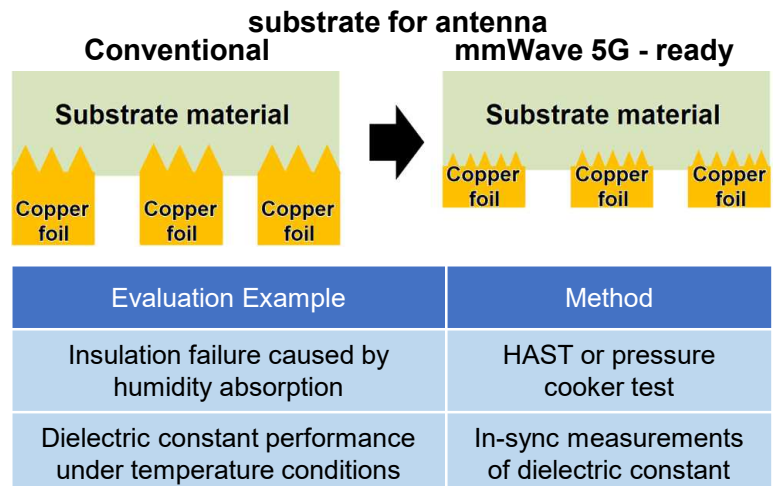 substrate for antenna
Conventional
mmWave 5G - ready
Substrate material
Substrate material
Copper
foil
Copper
foil
Copper
foil
Copper
foil
Copper
foil
Copper
foil
Evaluation Example
Method
Insulation failure caused by
humidity absorption
HAST or pressure
cooker test
Dielectric constant performance
under temperature conditions
In-sync measurements
of dielectric constant